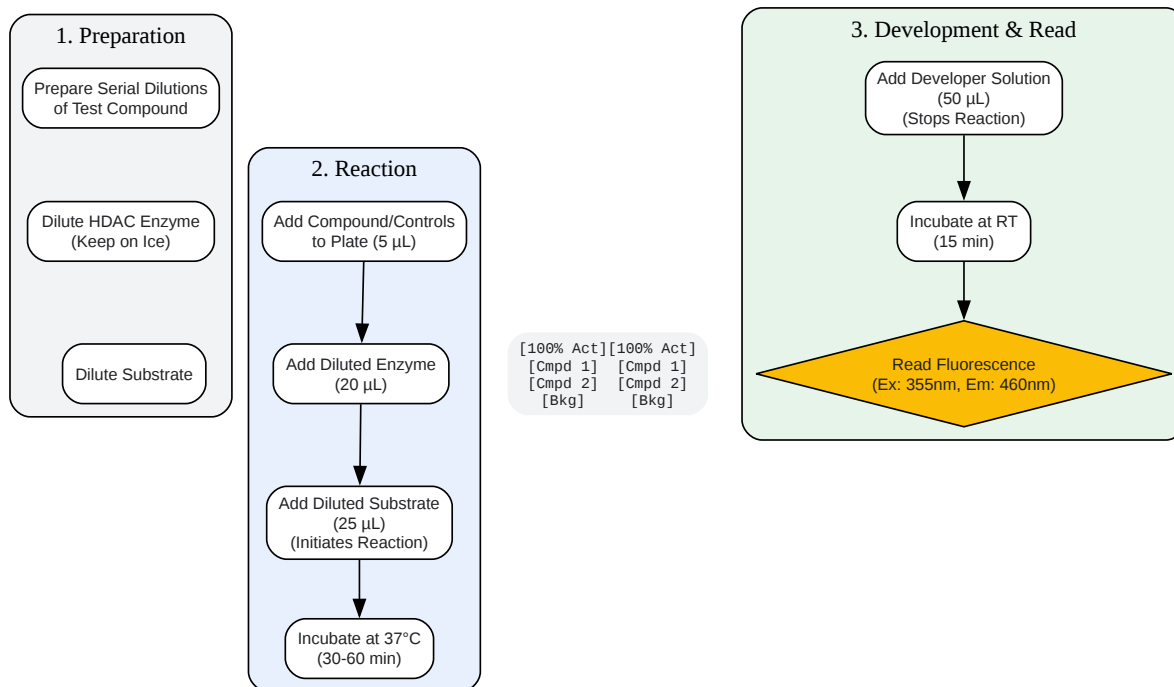 1. Preparation
Prepare Serial Dilutions
of Test Compound
Dilute HDAC Enzyme
(Keep on Ice)
Dilute Substrate
2. Reaction
Add Compound/Controls
to Plate (5 µL)
Add Diluted Enzyme
(20 µL)
Add Diluted Substrate
(25 µL)
(Initiates Reaction)
Incubate at 37°C
(30-60 min)
[100% Act][100% Act]
[Cmpd 1] [Cmpd 1]
[Cmpd 2] [Cmpd 2]
[Bkg] [Bkg]
3. Development & Read
Add Developer Solution
(50 µL)
(Stops Reaction)
Incubate at RT
(15 min)
Read Fluorescence
(Ex: 355nm, Em: 460nm)